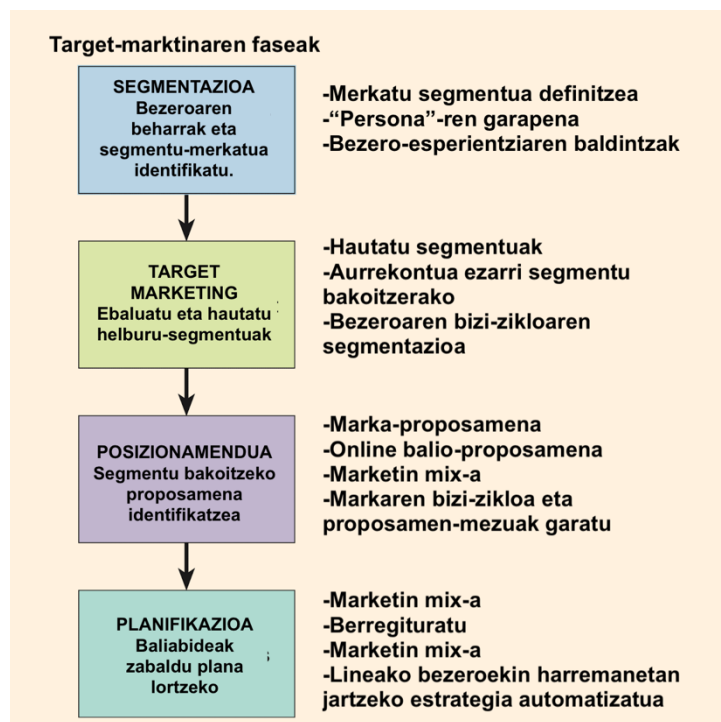 Target-marktinaren faseak
SEGMENTAZIOA
Bezeroaren
beharrak eta
segmentu-merkatua
identifikatu.
-Merkatu segmentua definitzea
-“Persona”-ren garapena
-Bezero-esperientziaren baldintzak
TARGET
MARKETING
Ebaluatu eta hautatu
helburu-segmentuak
-Hautatu segmentuak
-Aurrekontua ezarri segmentu
bakoitzerako
-Bezeroaren bizi-zikloaren
segmentazioa
POSIZIONAMENDUA
Segmentu bakoitzeko
proposamena
identifikatzea
-Marka-proposamena
-Online balio-proposamena
-Marketin mix-a
-Markaren bizi-zikloa eta
proposamen-mezuak garatu
PLANIFIKAZIOA
Baliabideak
zabaldu plana
lortzeko
-Marketin mix-a
-Berregituratu
-Marketin mix-a
-Lineako bezeroekin harremanetan
jartzeko estrategia automatizatua